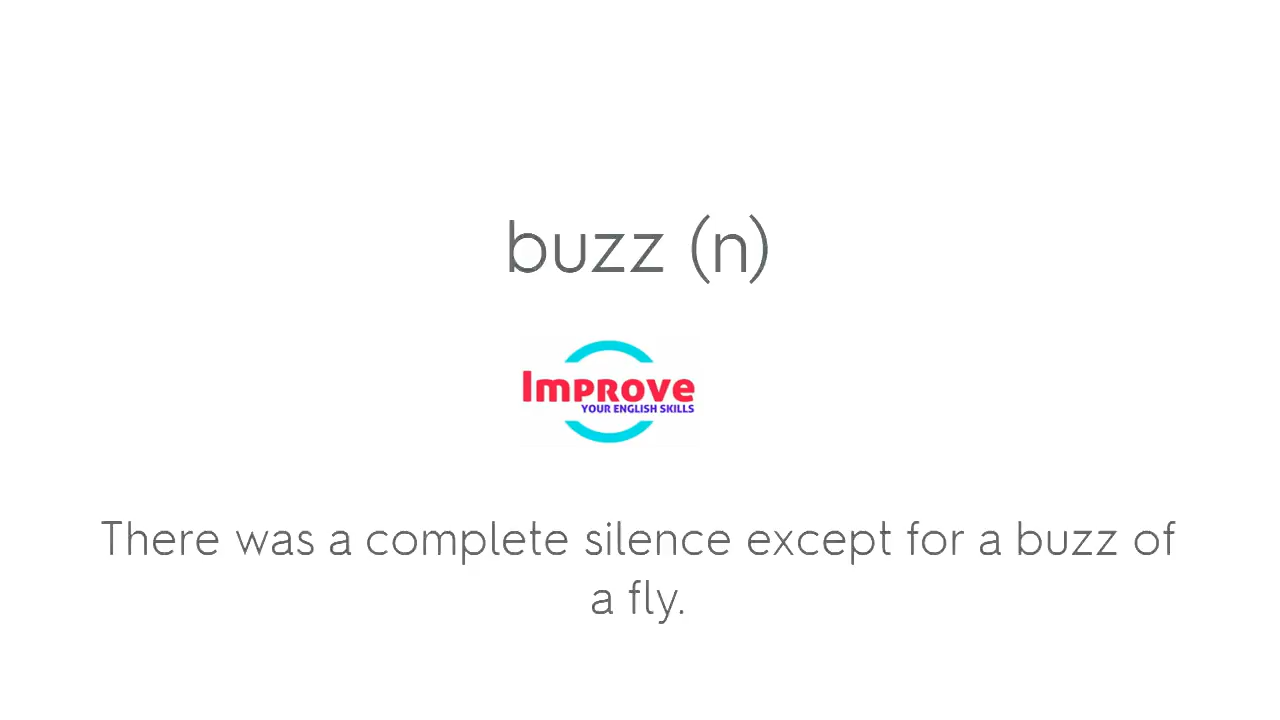 buzz (n)
Improve
YOUR ENGLISH SKILLS
There was a complete silence except for a buzz of
a fly.